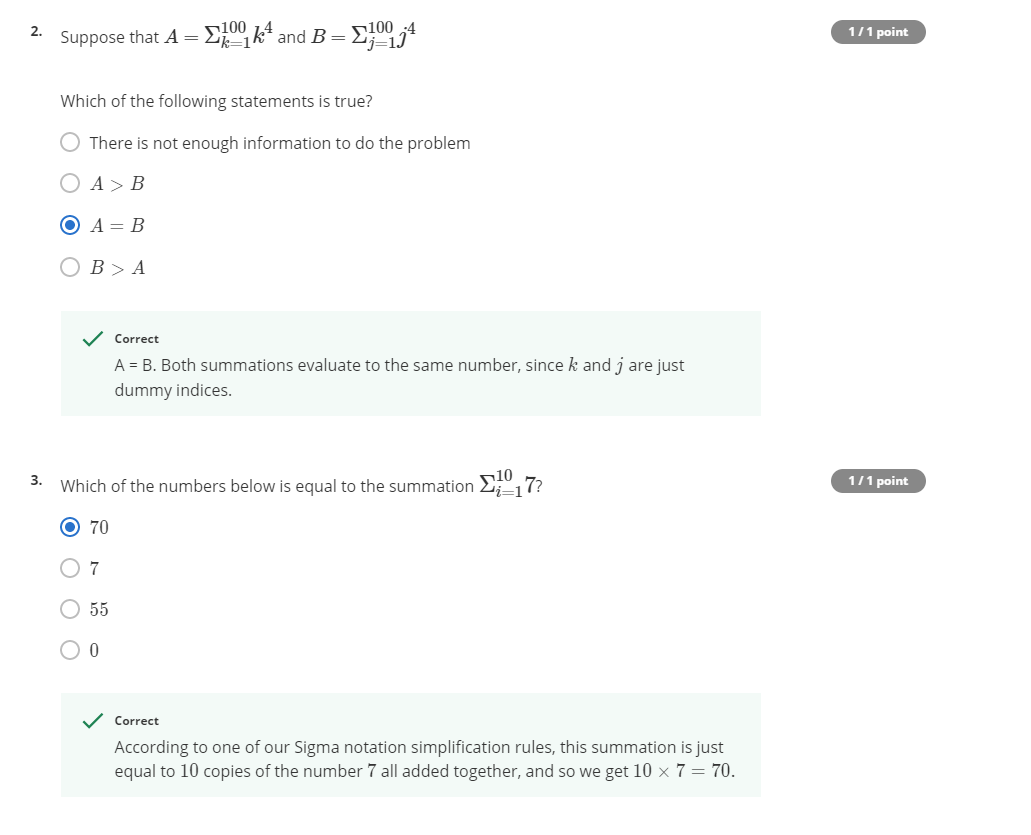 2. Suppose that A = Σ_{k=1}^{100} k^4 and B = Σ_{j=1}^{100} j^4
1 / 1 point
Which of the following statements is true?
There is not enough information to do the problem
A > B
A = B
B > A
Correct
A = B. Both summations evaluate to the same number, since k and j are just
dummy indices.
3. Which of the numbers below is equal to the summation Σ_{i=1}^{10} 7?
1 / 1 point
70
7
55
0
Correct
According to one of our Sigma notation simplification rules, this summation is just
equal to 10 copies of the number 7 all added together, and so we get 10 × 7 = 70.